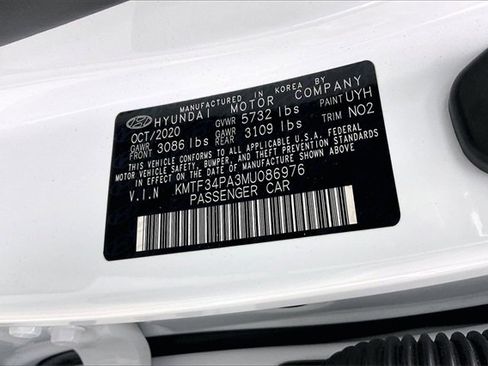 MANUFACTURED IN KOREA BY
HYUNDAI MOTOR COMPANY
OCT/2020 GVWR 5732 lbs PAINT UYH
GAWR FRONT 3086 lbs GAWR REAR 3109 lbs TRIM NO2
THIS VEHICLE CONFORMS TO ALL APPLICABLE U.S.A. FEDERAL
MOTOR VEHICLE SAFETY, BUMPER, AND THEFT PREVENTION
STANDARDS IN EFFECT ON THE DATE OF MANUFACTURE SHOWN ABOVE.
V.I.N KMTF34PA3MU086976
PASSENGER CAR